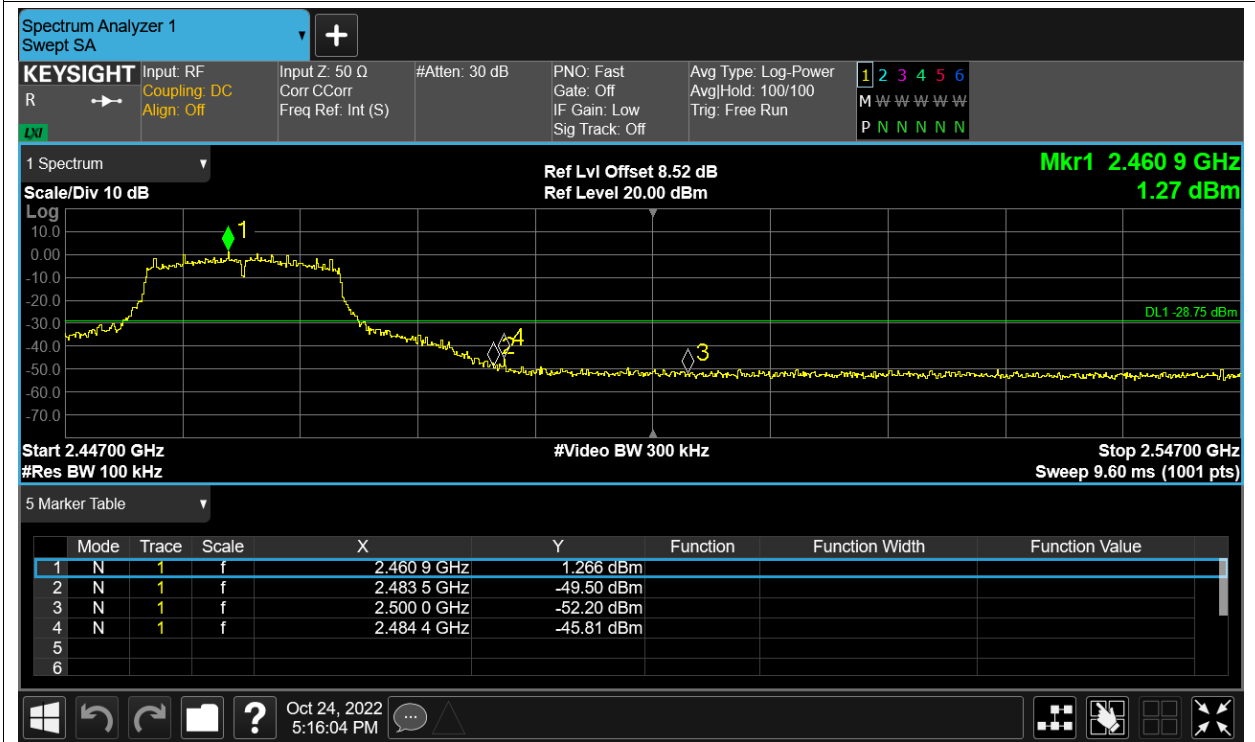 Spectrum Analyzer 1
Swept SA
+
KEYSIGHT
R
LXI
Input: RF
Coupling: DC
Align: Off
Input Z: 50 Ω
Corr CCorr
Freq Ref: Int (S)
#Atten: 30 dB
PNO: Fast
Gate: Off
IF Gain: Low
Sig Track: Off
Avg Type: Log-Power
Avg|Hold: 100/100
Trig: Free Run
1 2 3 4 5 6
M W W W W W
P N N N N N
1 Spectrum
Scale/Div 10 dB
Ref Lvl Offset 8.52 dB
Ref Level 20.00 dBm
Mkr1 2.460 9 GHz
1.27 dBm
Log
10.0
0.00
-10.0
-20.0
-30.0
-40.0
-50.0
-60.0
-70.0
1
2
4
3
DL1 -28.75 dBm
Start 2.44700 GHz
#Res BW 100 kHz
#Video BW 300 kHz
Stop 2.54700 GHz
Sweep 9.60 ms (1001 pts)
5 Marker Table
Mode Trace Scale X Y Function Function Width Function Value
1 N 1 f 2.460 9 GHz 1.266 dBm
2 N 1 f 2.483 5 GHz -49.50 dBm
3 N 1 f 2.500 0 GHz -52.20 dBm
4 N 1 f 2.484 4 GHz -45.81 dBm
5
6
?
Oct 24, 2022
5:16:04 PM